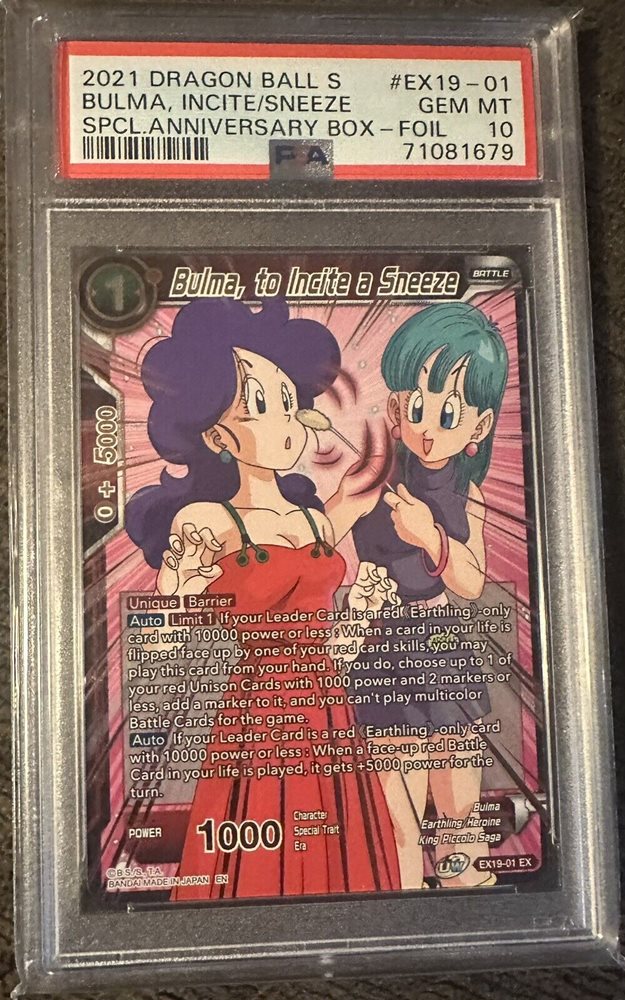 2021 DRAGON BALL S #EX19-01
BULMA, INCITE/SNEEZE GEM MT
SPCL.ANNIVERSARY BOX-FOIL 10
PSA 71081679
1 Bulma, to Incite a Sneeze BATTLE
0 + 5000
Unique Barrier
Auto Limit 1 If your Leader Card is a red 《Earthling》-only
card with 10000 power or less : When a card in your life is
flipped face up by one of your red card skills, you may
play this card from your hand. If you do, choose up to 1 of
your red Unison Cards with 1000 power and 2 markers or
less, add a marker to it, and you can't play multicolor
Battle Cards for the game.
Auto If your Leader Card is a red 《Earthling》-only card
with 10000 power or less : When a face-up red Battle
Card in your life is played, it gets +5000 power for the
turn.
POWER 1000
Character Bulma
Special Trait Earthling/Heroine
Era King Piccolo Saga
©B.S./S., T.A.
BANDAI MADE IN JAPAN EN
UW EX19-01 EX